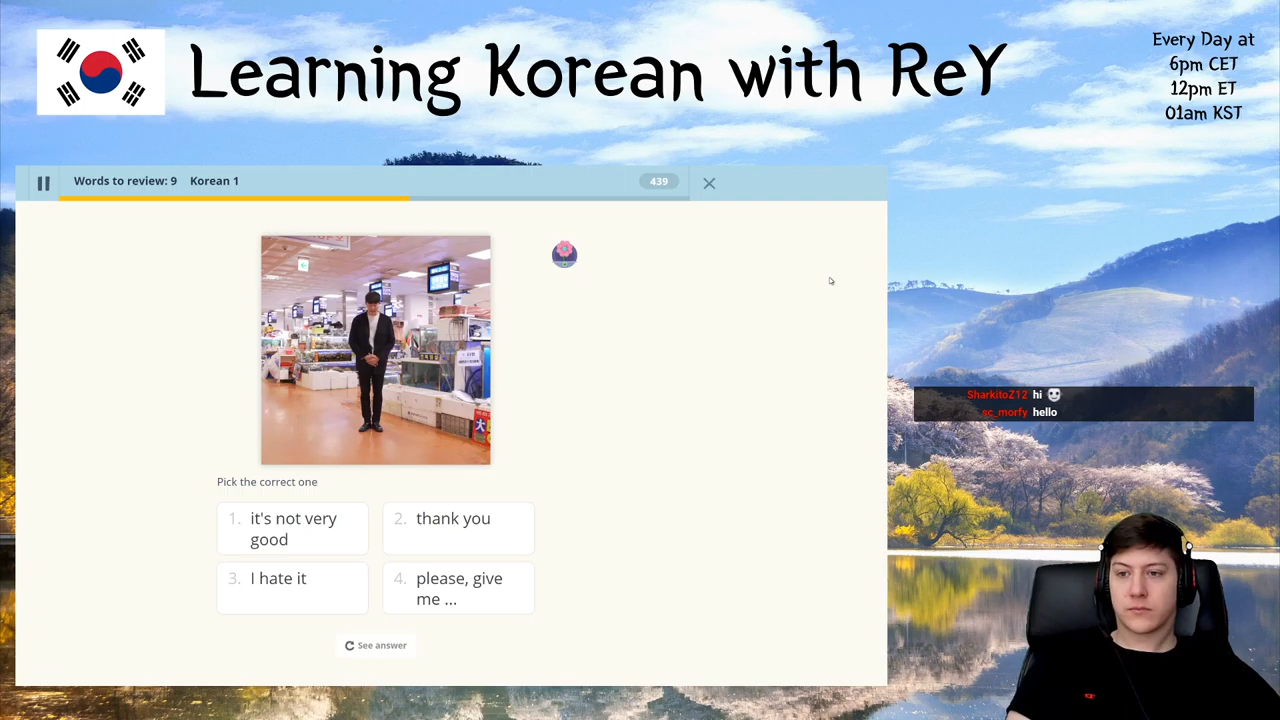 Learning Korean with ReY
Every Day at
6pm CET
12pm ET
01am KST
Words to review: 9 Korean 1
439
Pick the correct one
1. it's not very
good
2. thank you
3. I hate it
4. please, give
me ...
See answer
SharkitoZ12 hi
sc_morfy hello